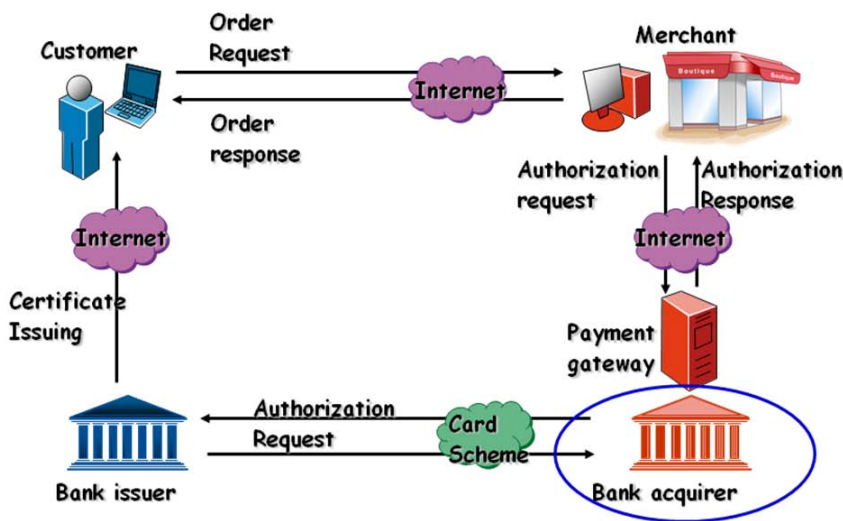 Order
Request
Customer
Merchant
Boutique
Internet
Order
response
Authorization
request
Authorization
Response
Internet
Internet
Certificate
Issuing
Payment
gateway
Authorization
Request
Card
Scheme
Bank issuer
Bank acquirer